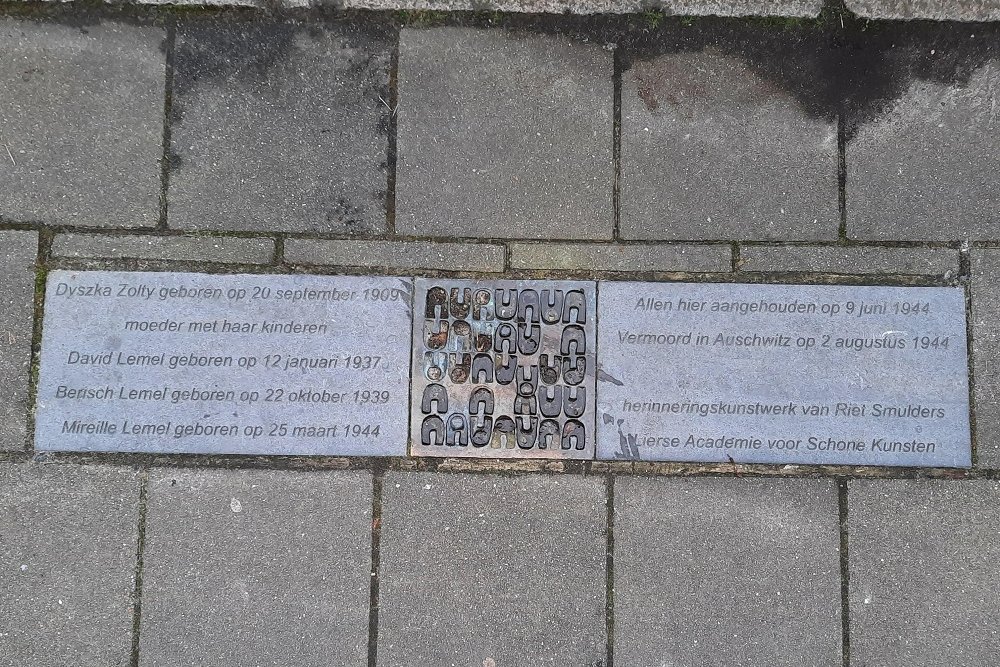 Dyszka Zolty geboren op 20 september 1909
moeder met haar kinderen
David Lemel geboren op 12 januari 1937
Berisch Lemel geboren op 22 oktober 1939
Mireille Lemel geboren op 25 maart 1944
Allen hier aangehouden op 9 juni 1944
Vermoord in Auschwitz op 2 augustus 1944
herinneringskunstwerk van Riet Smulders
Lierse Academie voor Schone Kunsten